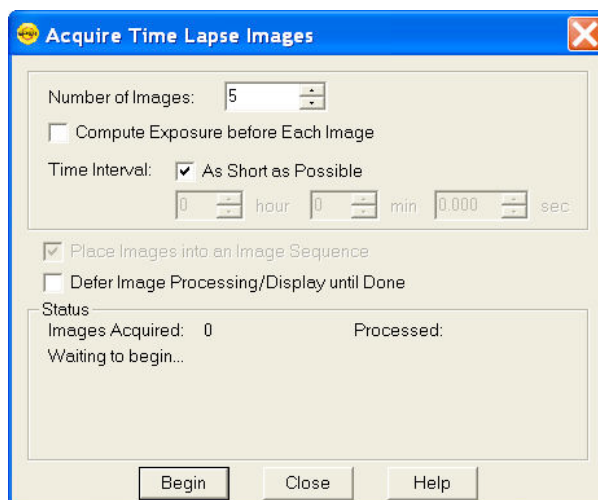 Acquire Time Lapse Images
Number of Images: 5
Compute Exposure before Each Image
Time Interval: As Short as Possible
0 hour 0 min 0.000 sec
Place Images into an Image Sequence
Defer Image Processing/Display until Done
Status
Images Acquired: 0 Processed:
Waiting to begin...
Begin Close Help